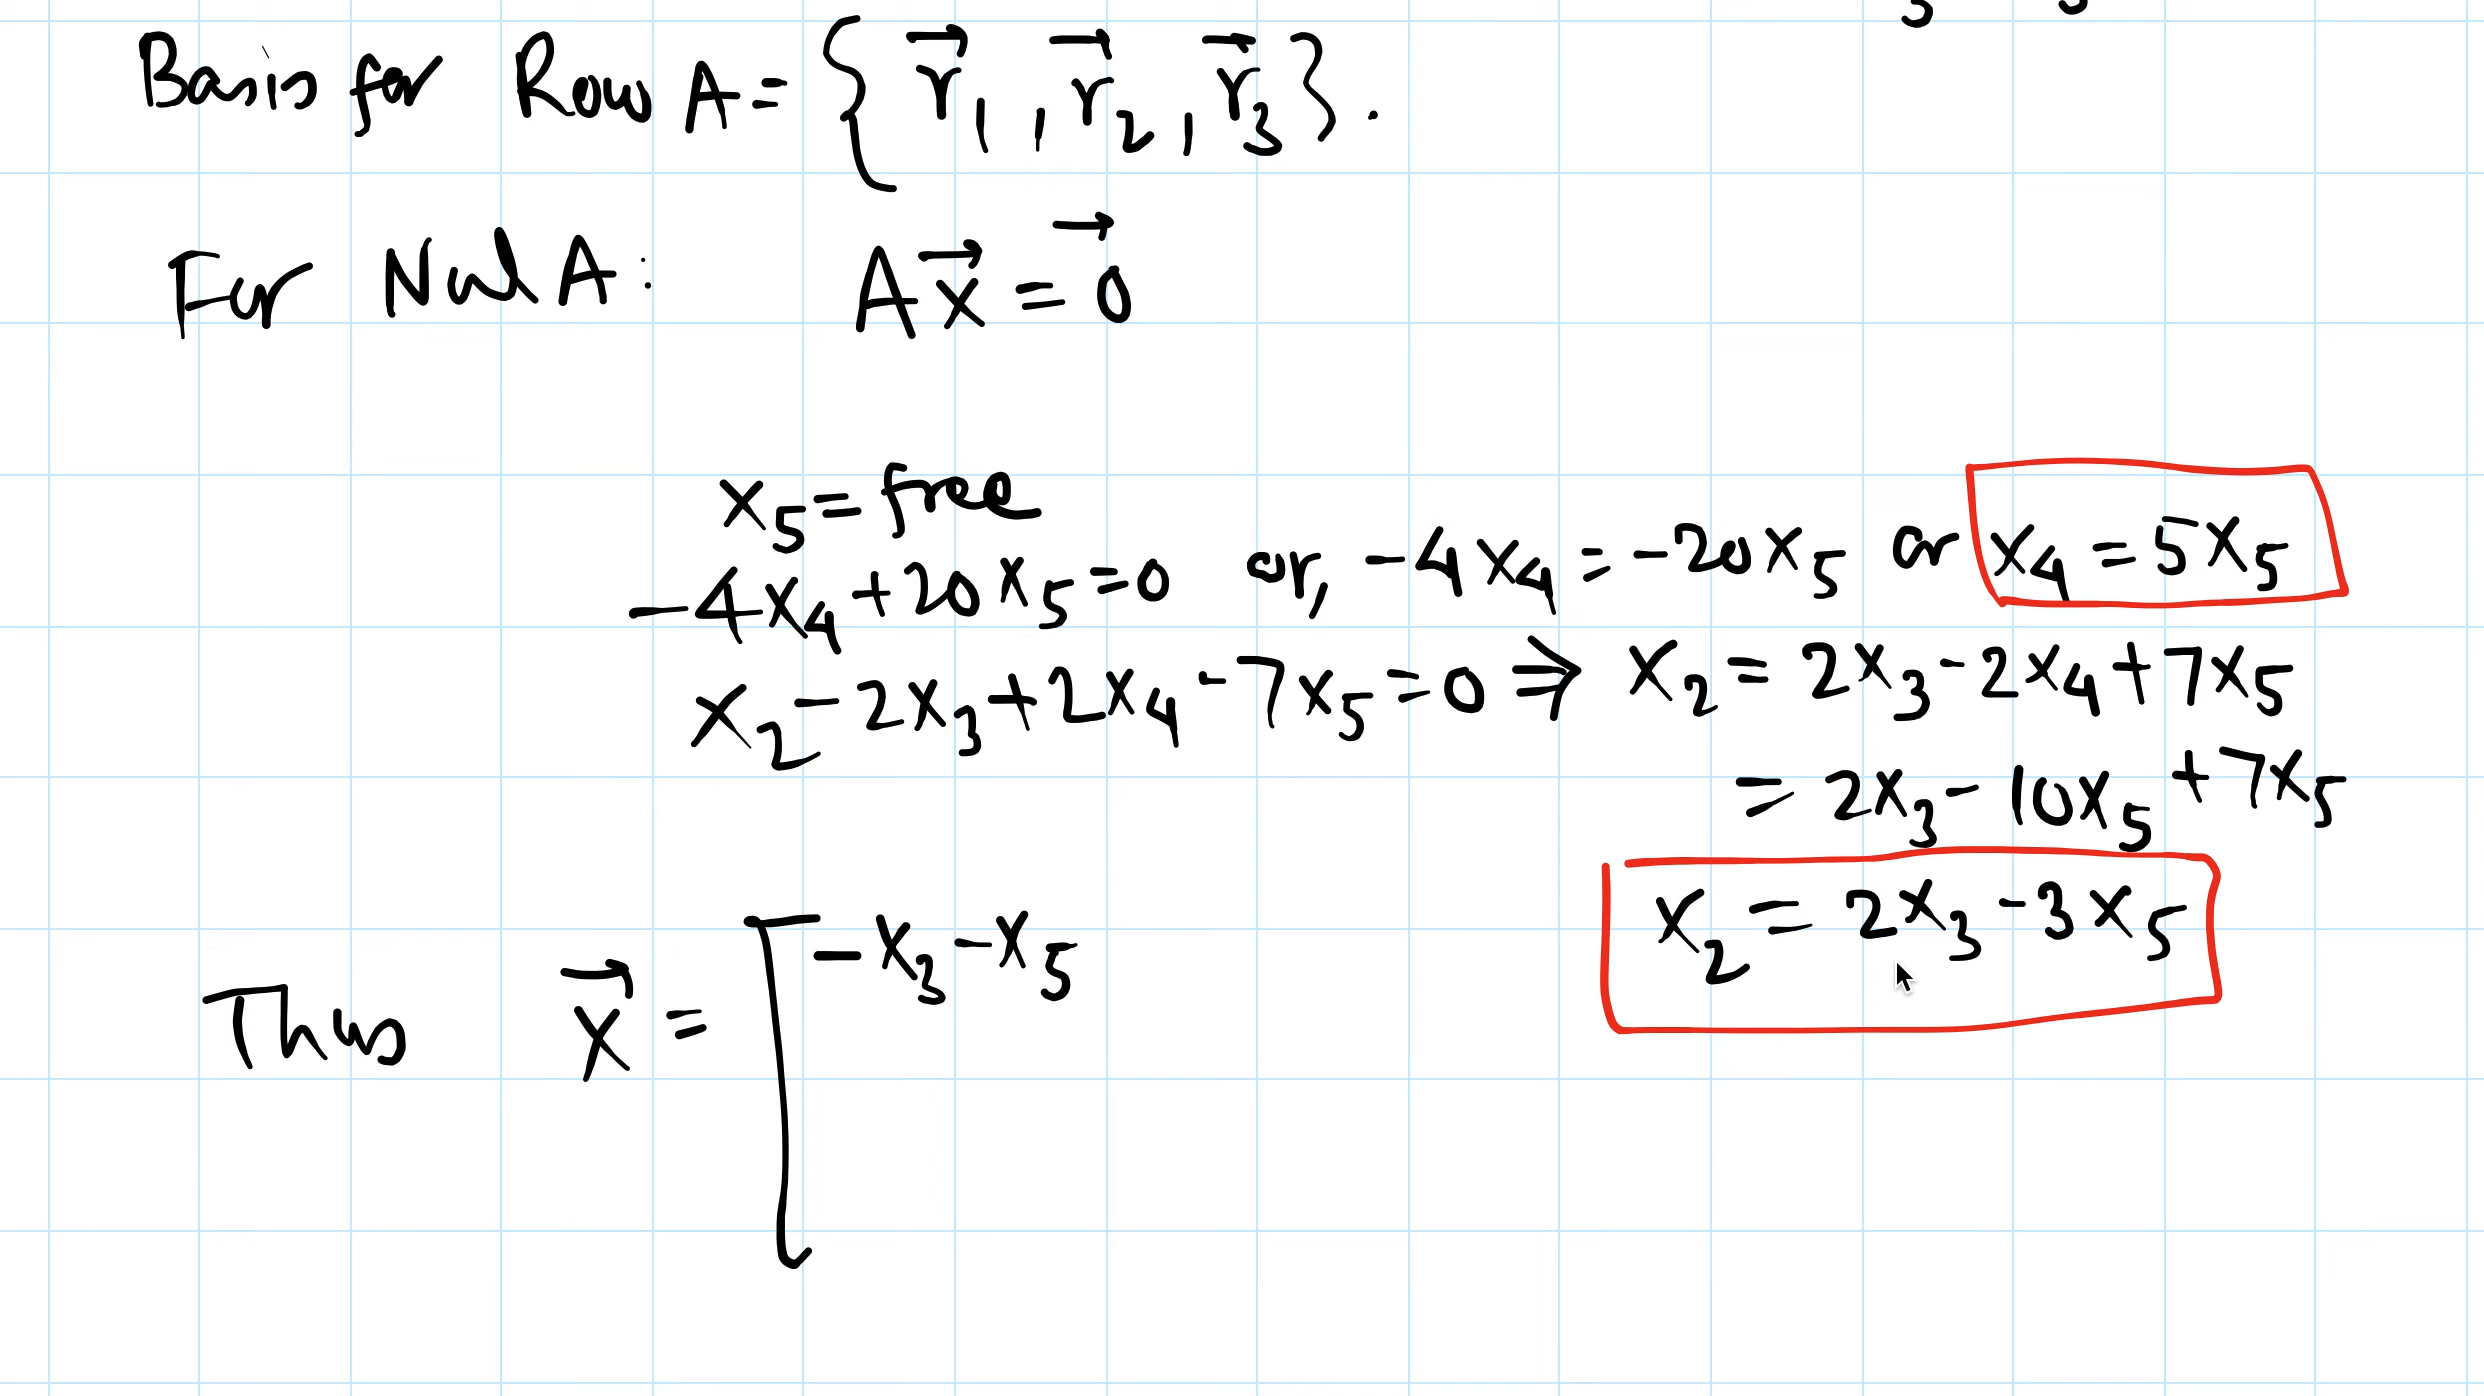 Basis for Row A = { r⃗₁, r⃗₂, r⃗₃ }.
For Nul A: Ax⃗ = 0⃗
x₅ = free
-4x₄ + 20x₅ = 0 or, -4x₄ = -20x₅ or x₄ = 5x₅
x₂ - 2x₃ + 2x₄ - 7x₅ = 0 ⇒ x₂ = 2x₃ - 2x₄ + 7x₅
= 2x₃ - 10x₅ + 7x₅
x₂ = 2x₃ - 3x₅
Thus x⃗ = [ -x₃ - x₅